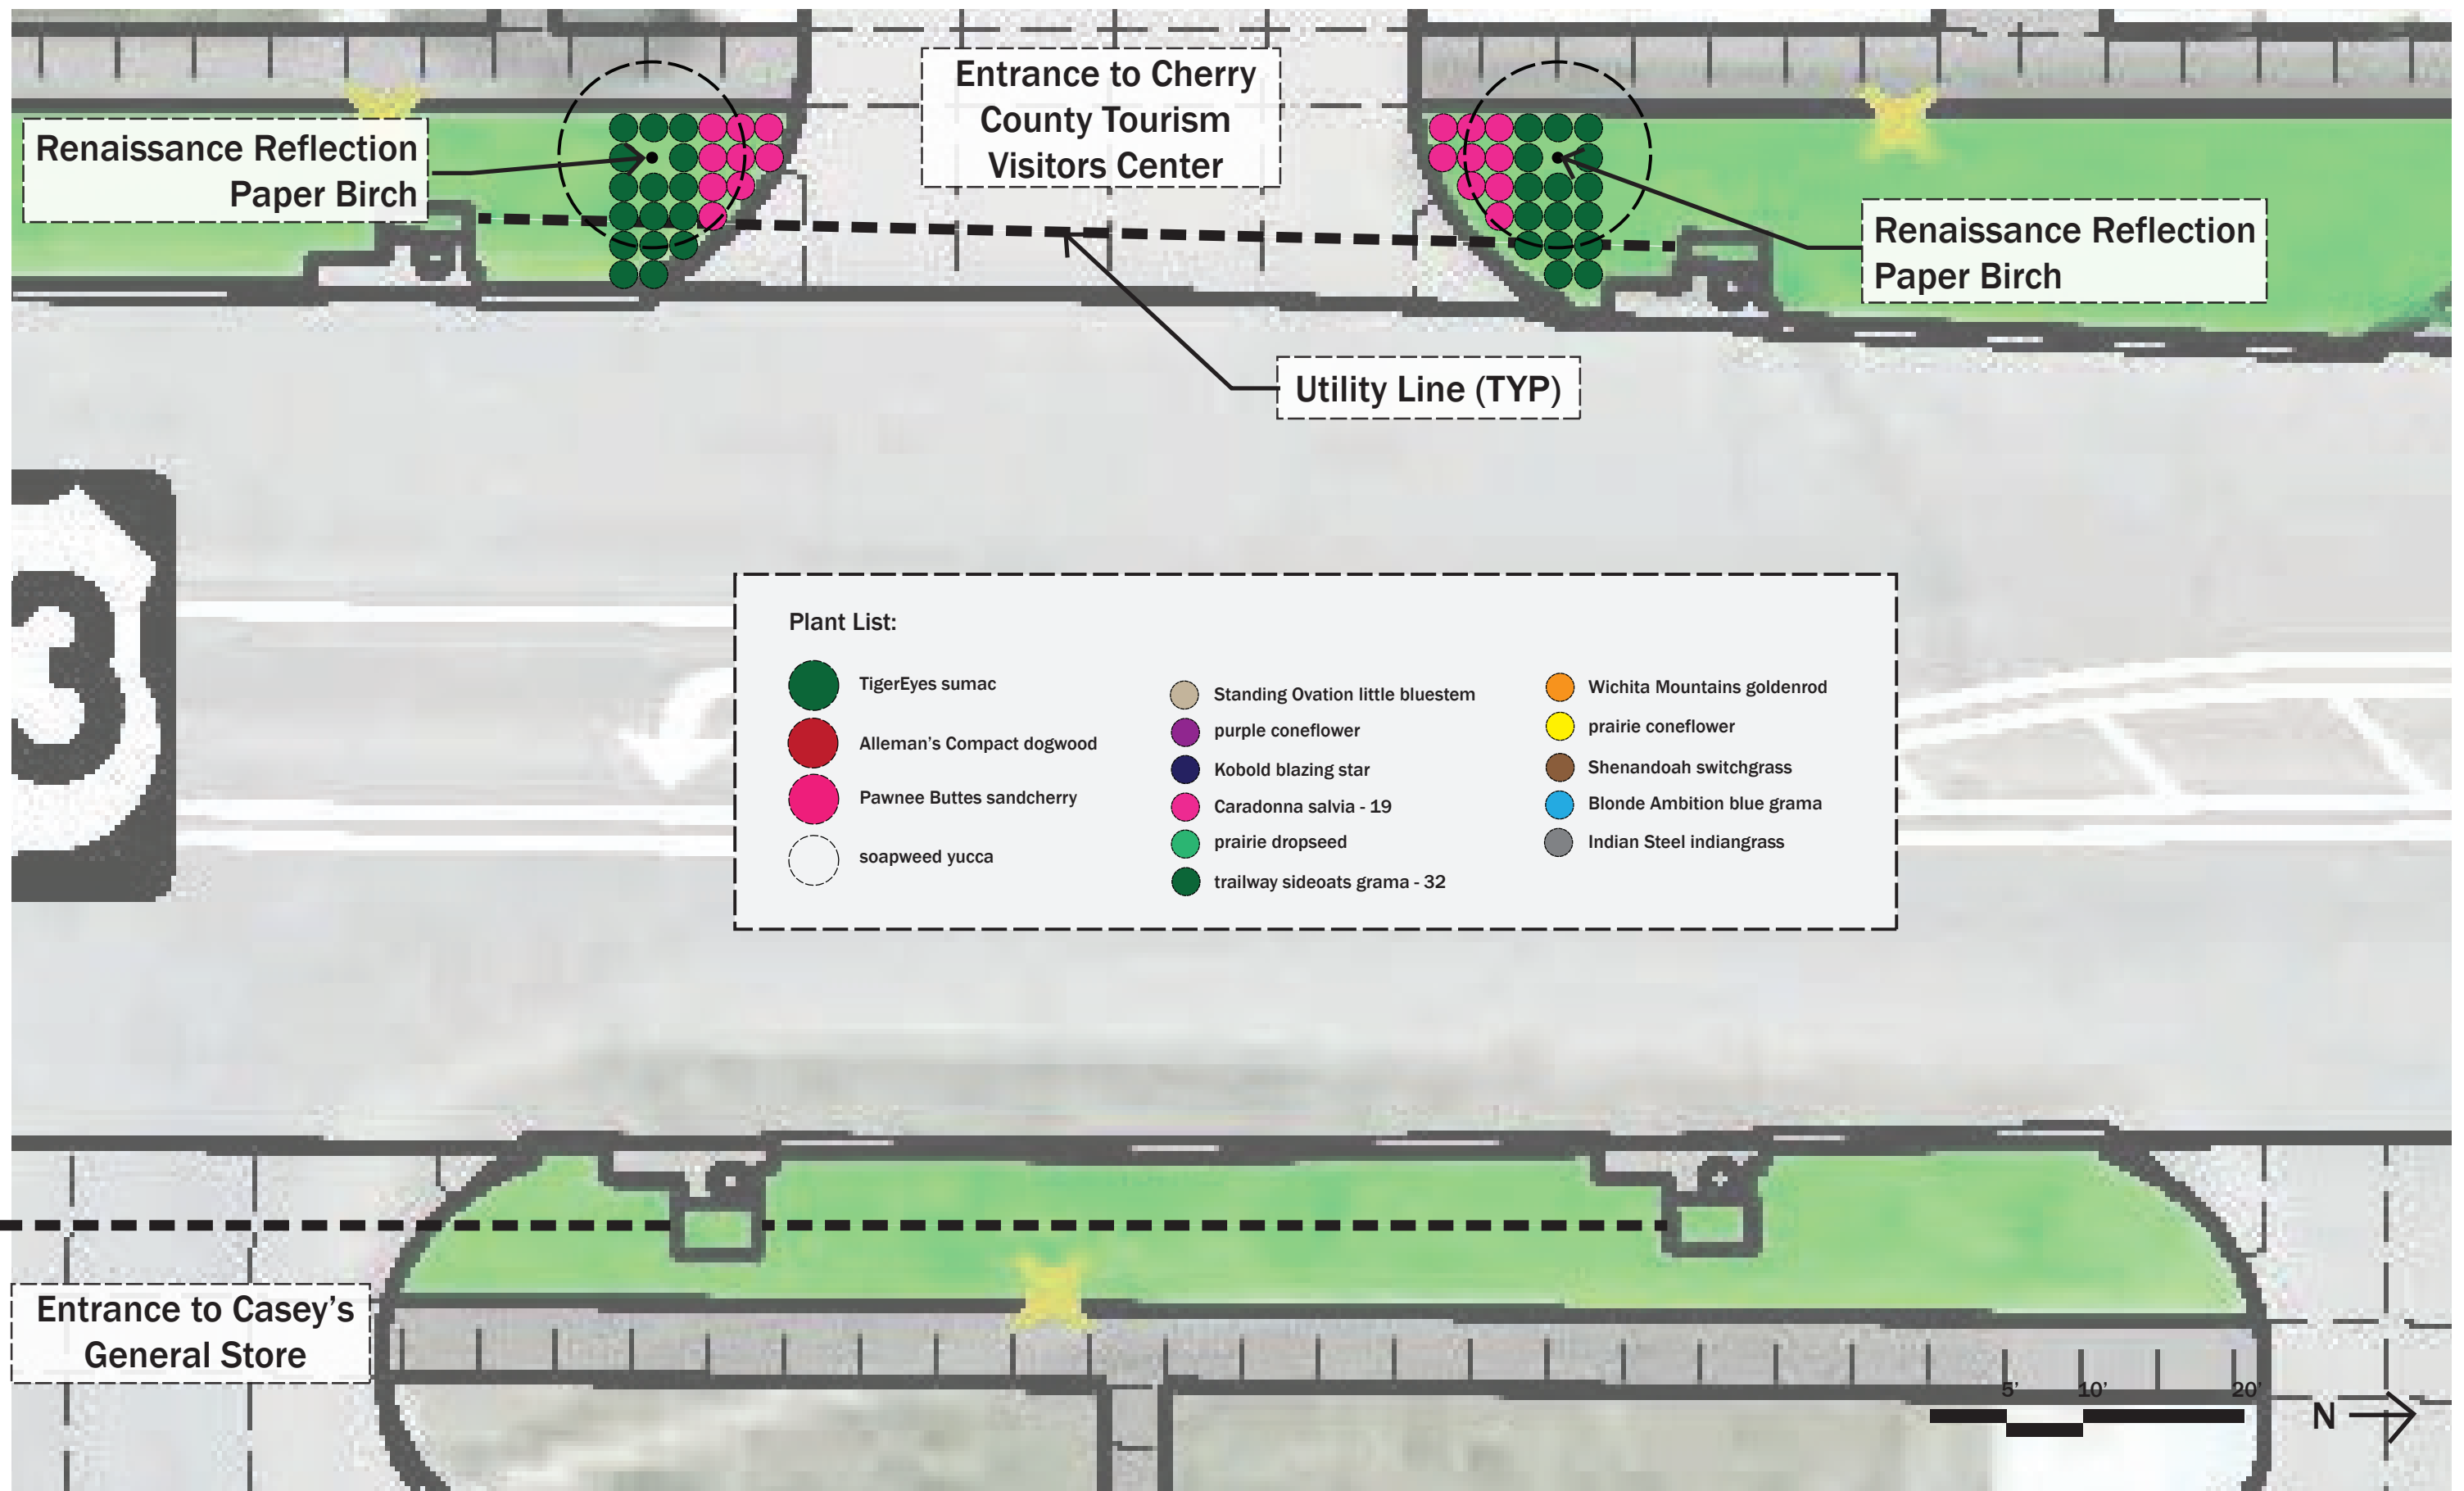 Entrance to Cherry
County Tourism
Visitors Center
Renaissance Reflection
Paper Birch
Renaissance Reflection
Paper Birch
Utility Line (TYP)
3
Plant List:
TigerEyes sumac
Alleman's Compact dogwood
Pawnee Buttes sandcherry
soapweed yucca
Standing Ovation little bluestem
purple coneflower
Kobold blazing star
Caradonna salvia - 19
prairie dropseed
trailway sideoats grama - 32
Wichita Mountains goldenrod
prairie coneflower
Shenandoah switchgrass
Blonde Ambition blue grama
Indian Steel indiangrass
Entrance to Casey's
General Store
5' 10' 20'
N